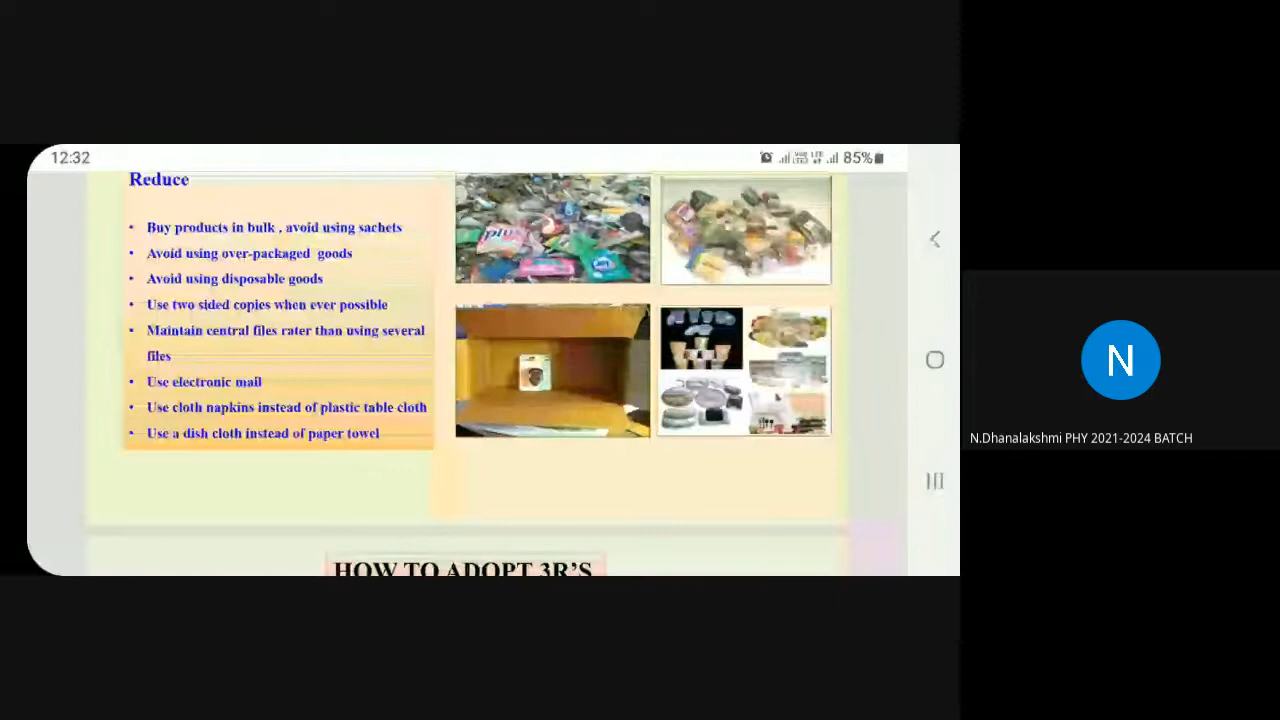 12:32
85%
Reduce
• Buy products in bulk , avoid using sachets
• Avoid using over-packaged goods
• Avoid using disposable goods
• Use two sided copies when ever possible
• Maintain central files rater than using several
files
• Use electronic mail
• Use cloth napkins instead of plastic table cloth
• Use a dish cloth instead of paper towel
HOW TO ADOPT 3R'S
N
N.Dhanalakshmi PHY 2021-2024 BATCH